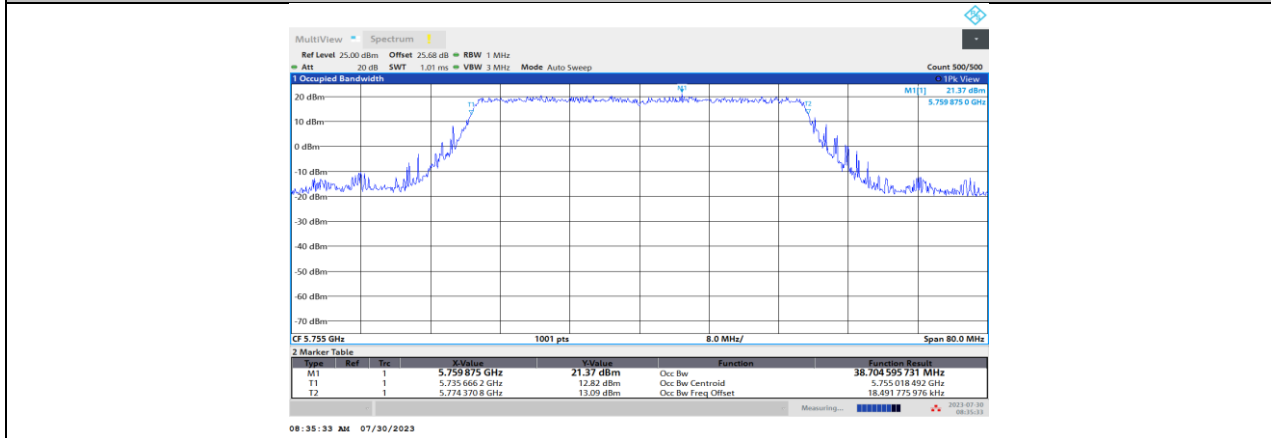 MultiView Spectrum
Ref Level 25.00 dBm Offset 25.68 dB RBW 1 MHz
Att 20 dB SWT 1.01 ms VBW 3 MHz Mode Auto Sweep Count 500/500
1 Occupied Bandwidth 1Pk View
M1[1] 21.37 dBm
5.759 875 0 GHz
M1
20 dBm
T1 T2
10 dBm
0 dBm
-10 dBm
-20 dBm
-30 dBm
-40 dBm
-50 dBm
-60 dBm
-70 dBm
CF 5.755 GHz 1001 pts 8.0 MHz/ Span 80.0 MHz
2 Marker Table
Type Ref Trc X-Value Y-Value Function Function Result
M1 1 5.759 875 GHz 21.37 dBm Occ Bw 38.704 595 731 MHz
T1 1 5.735 666 2 GHz 12.82 dBm Occ Bw Centroid 5.755 018 492 GHz
T2 1 5.774 370 8 GHz 13.09 dBm Occ Bw Freq Offset 18.491 775 976 kHz
Measuring... 2023-07-30
08:35:33
08:35:33 AM 07/30/2023